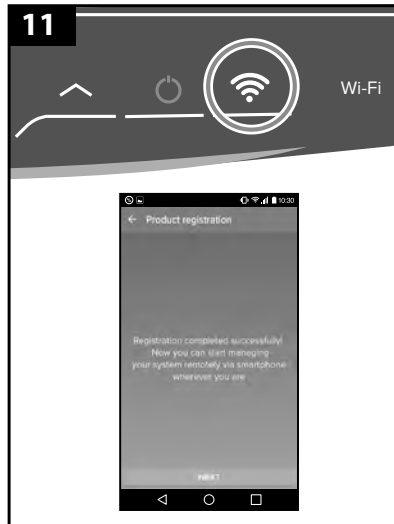 11
Wi-Fi
10:30
Product registration
Registration completed successfully!
Now you can start managing
your system remotely via smartphone
wherever you are
NEXT